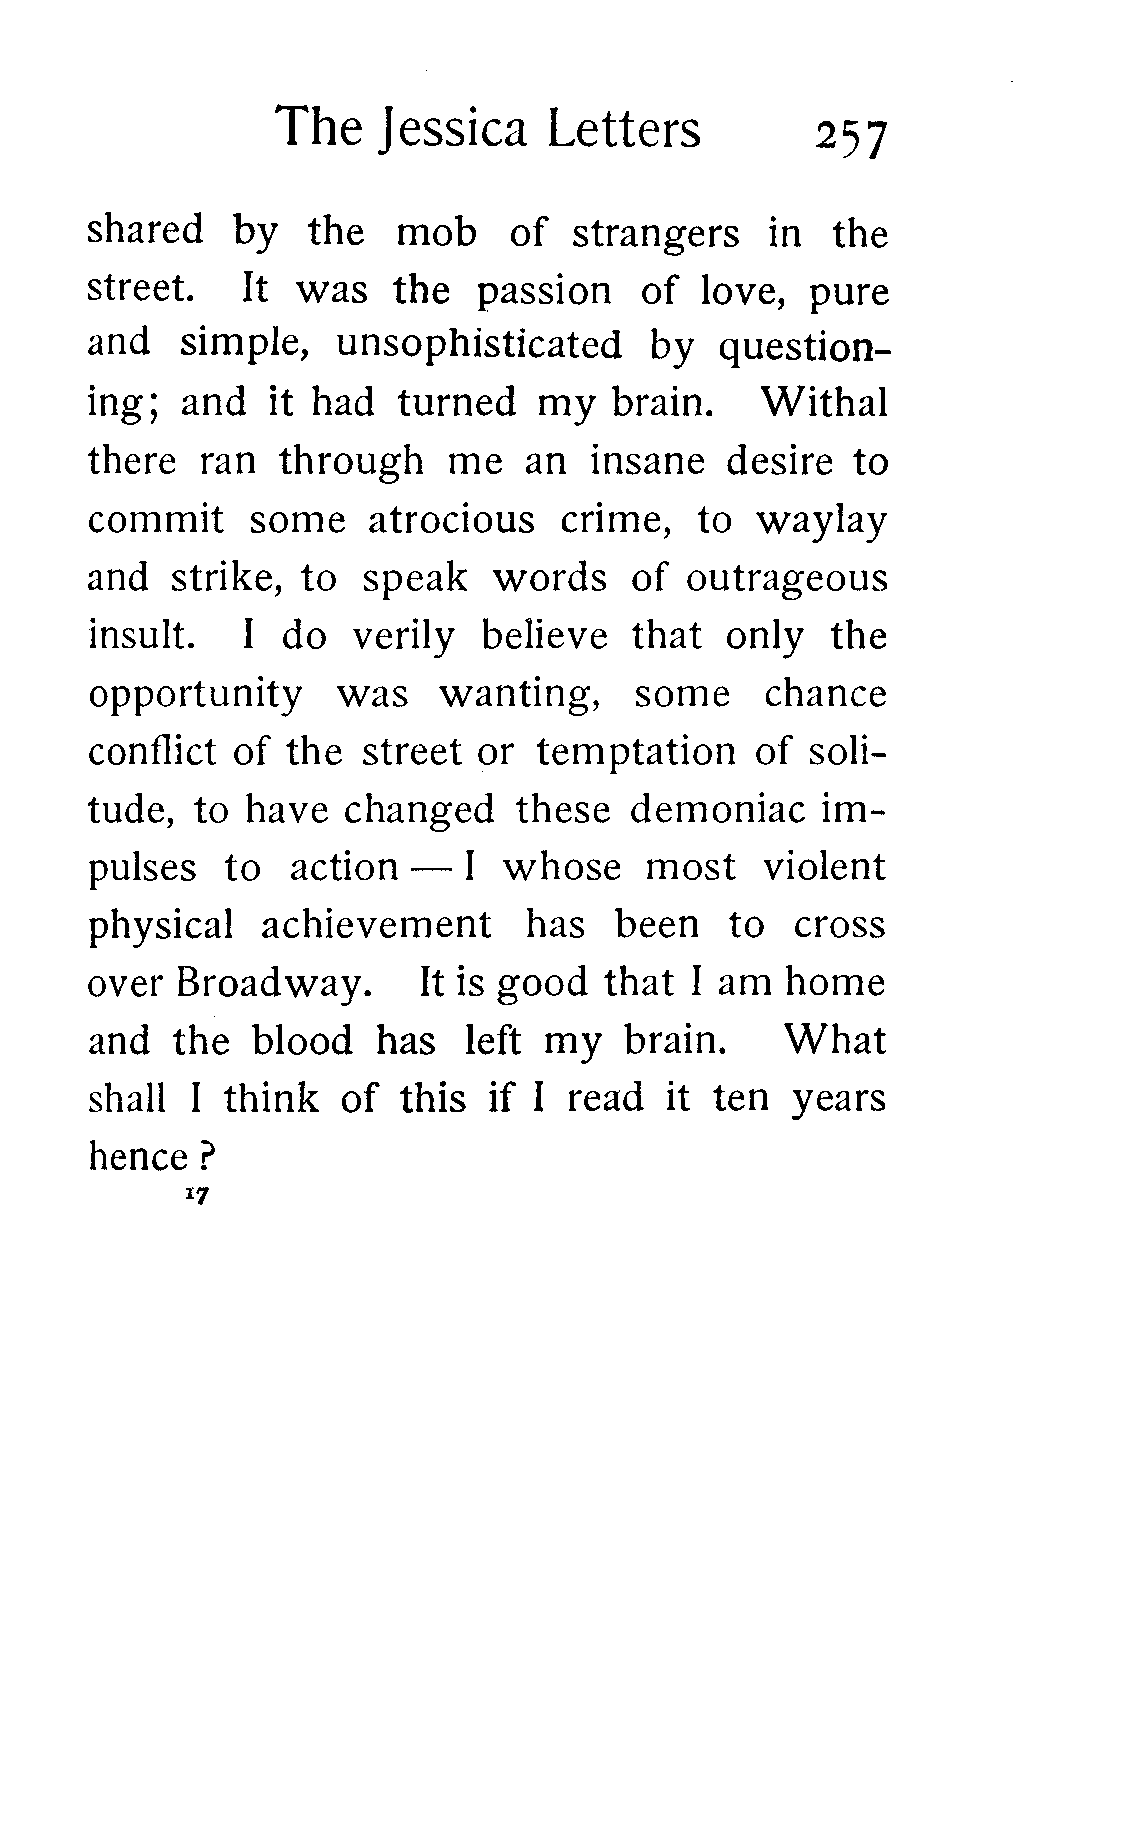 The Jessica Letters 257
shared by the mob of strangers in the
street. It was the passion of love, pure
and simple, unsophisticated by question-
ing; and it had turned my brain. Withal
there ran through me an insane desire to
commit some atrocious crime, to waylay
and strike, to speak words of outrageous
insult. I do verily believe that only the
opportunity was wanting, some chance
conflict of the street or temptation of soli-
tude, to have changed these demoniac im-
pulses to action — I whose most violent
physical achievement has been to cross
over Broadway. It is good that I am home
and the blood has left my brain. What
shall I think of this if I read it ten years
hence ?
17